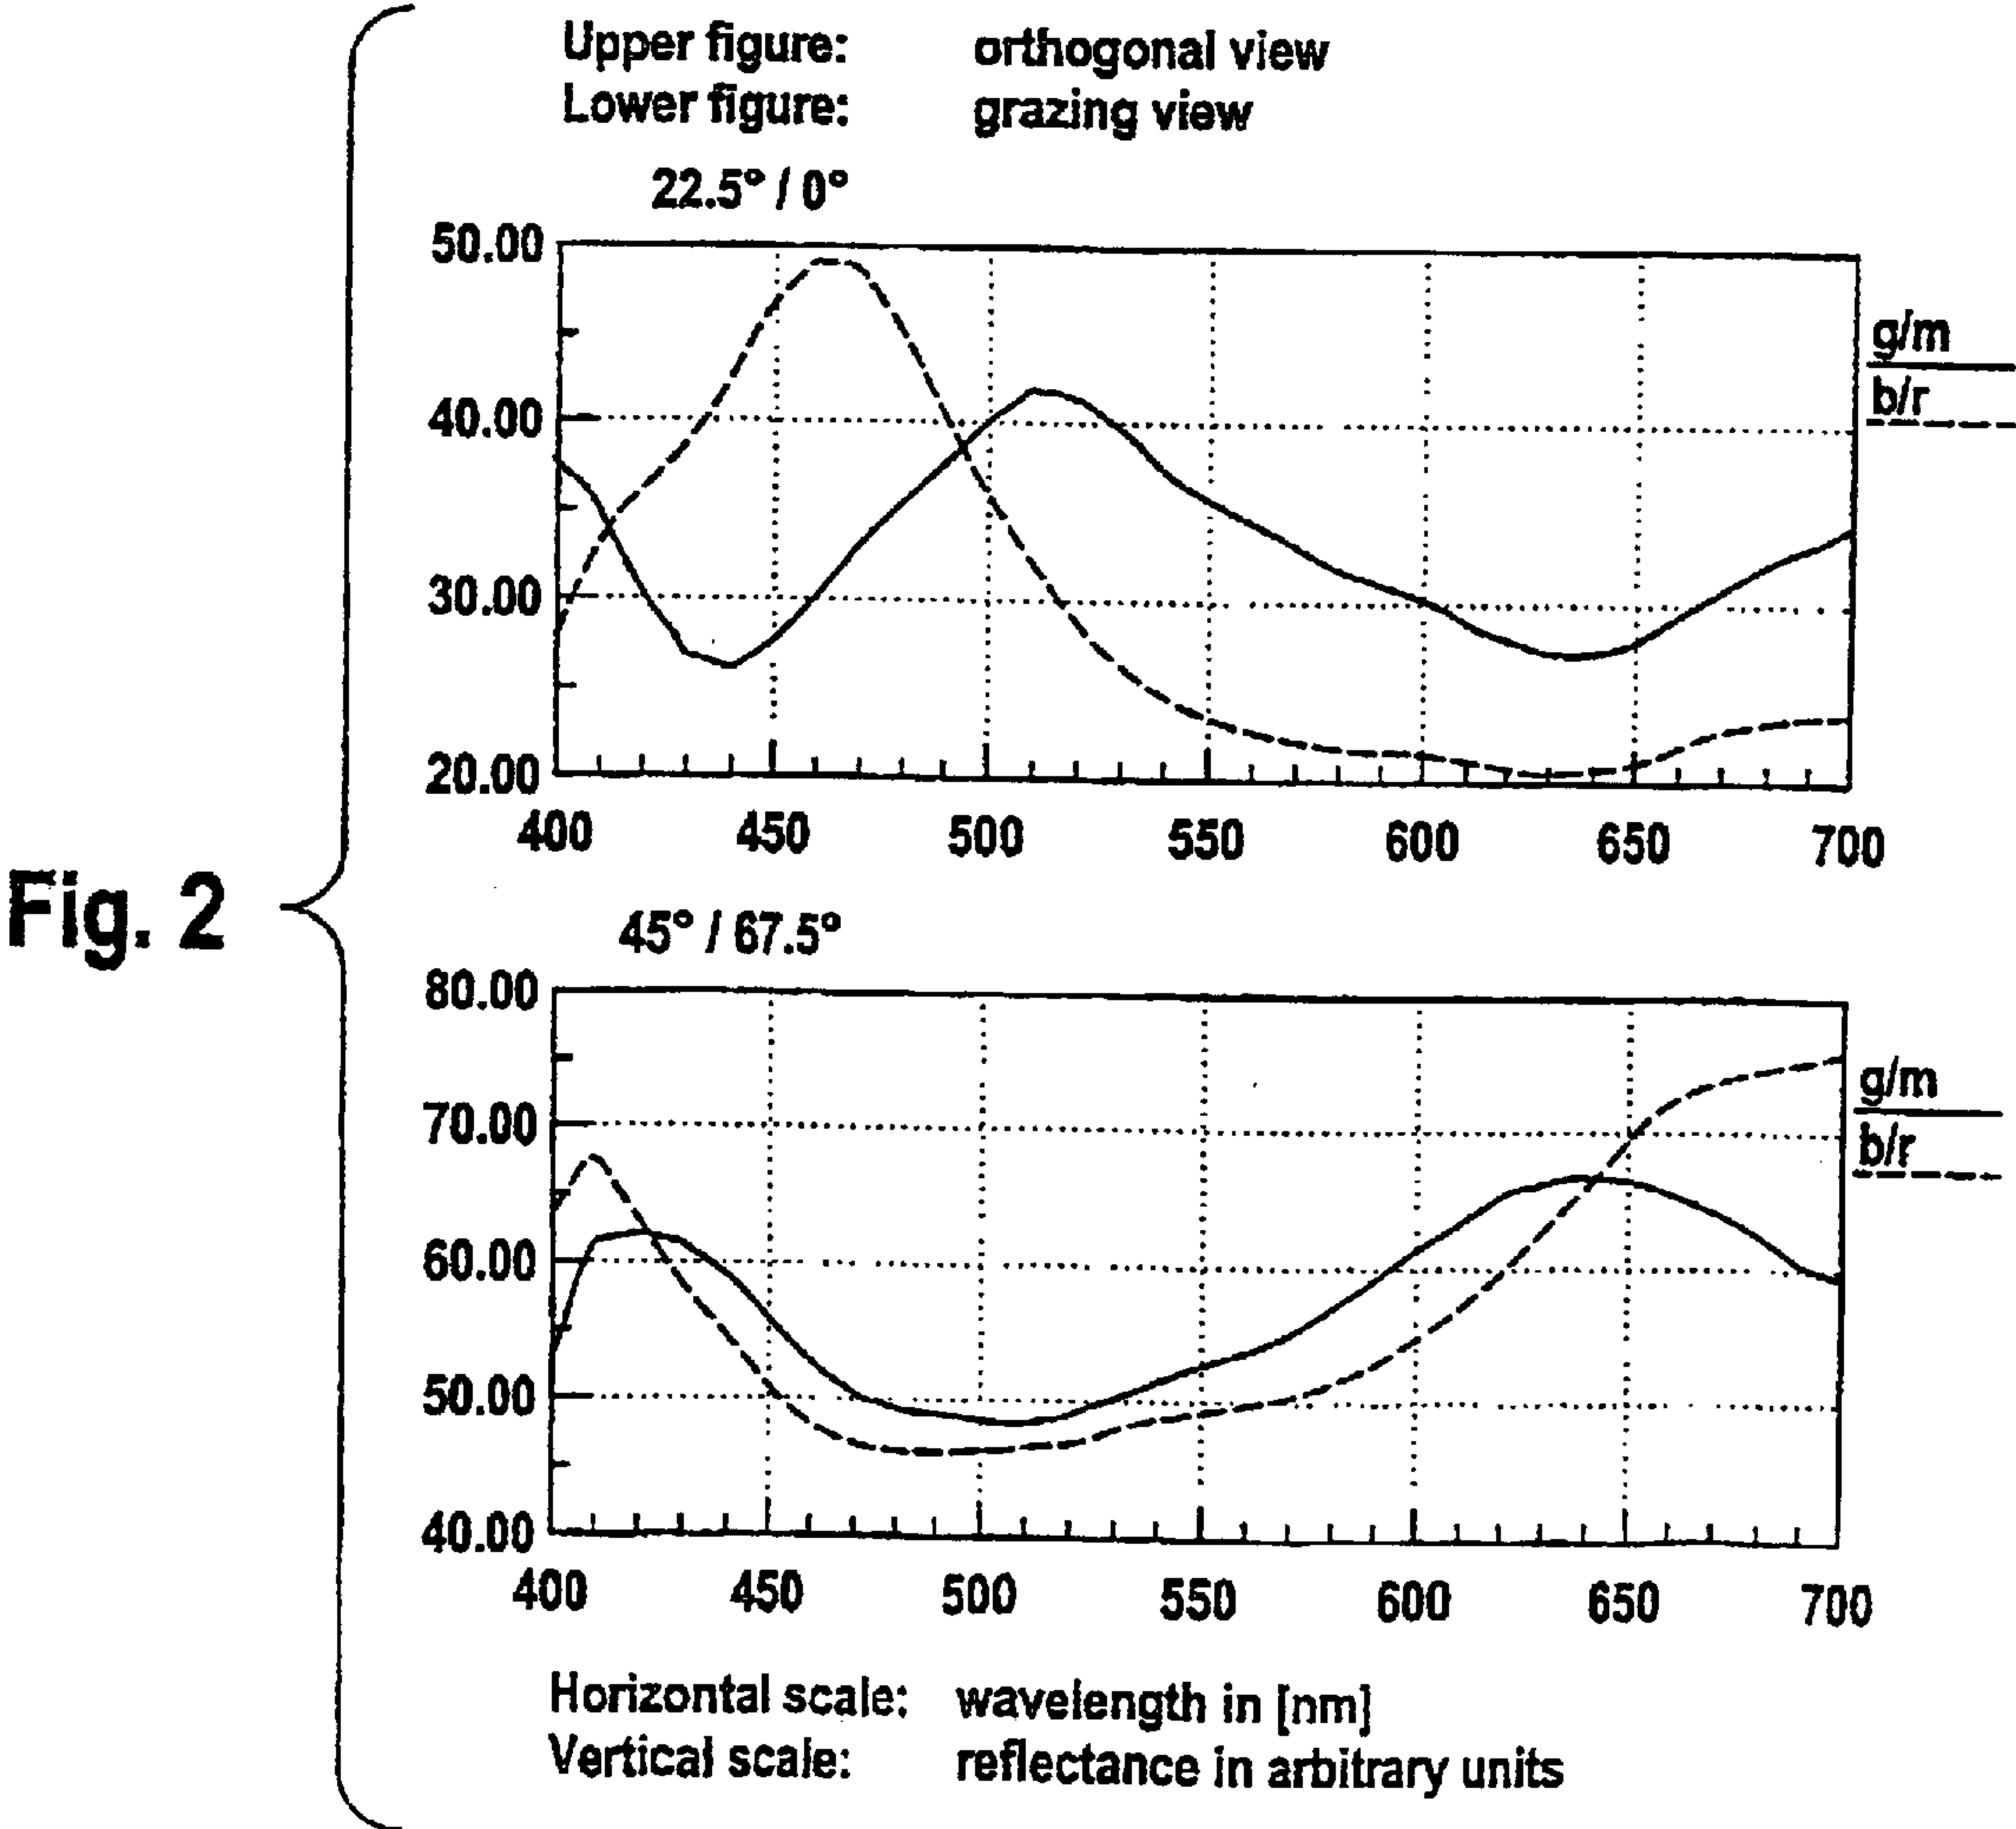 Upper figure: orthogonal view
Lower figure: grazing view
22.5° / 0°
50.00
40.00
30.00
20.00
400 450 500 550 600 650 700
g/m
b/r
Fig. 2
45° / 67.5°
80.00
70.00
60.00
50.00
40.00
400 450 500 550 600 650 700
g/m
b/r
Horizontal scale: wavelength in [nm]
Vertical scale: reflectance in arbitrary units